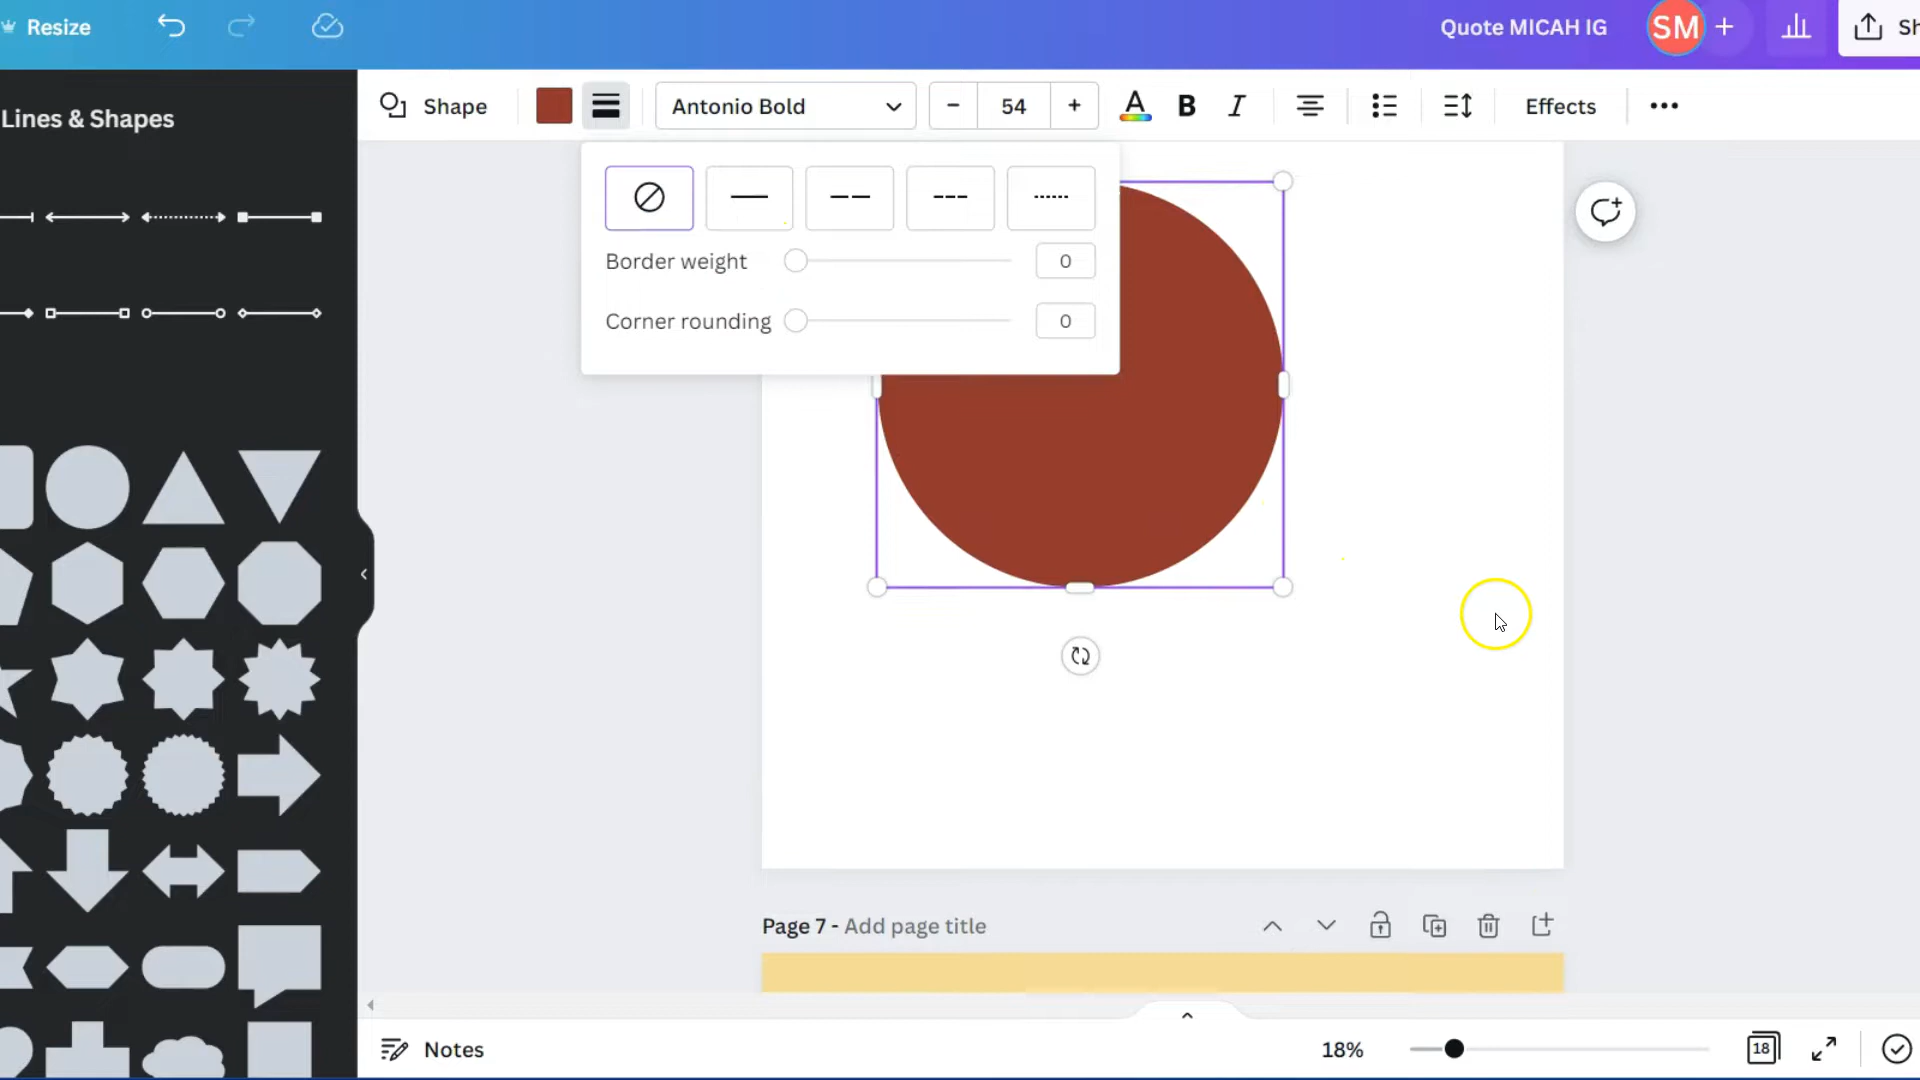 Resize
Quote MICAH IG
SM
Sh
Lines & Shapes
Shape
Antonio Bold
54
A
B
I
Effects
Border weight
0
Corner rounding
0
Page 7 - Add page title
Notes
18%
18